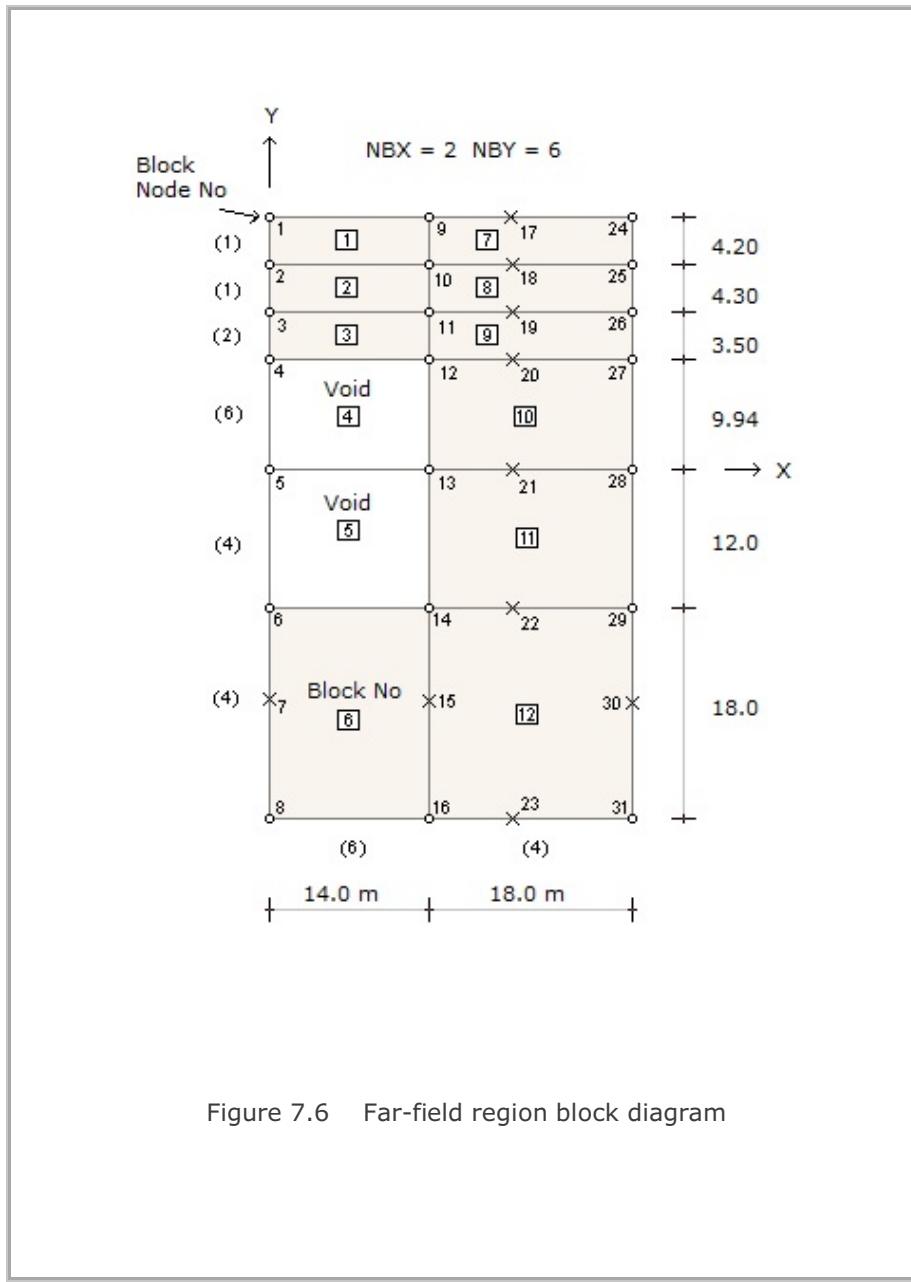 Y
NBX = 2 NBY = 6
Block
Node No
1 9 17 24
(1) 1 7 4.20
2 10 18 25
(1) 2 8 4.30
3 11 19 26
(2) 3 9 3.50
4 12 20 27
Void
(6) 4 10 9.94
X
5 13 21 28
Void
5 11
(4) 12.0
6 14 22 29
Block No
(4) 7 15 30 18.0
6 12
8 16 23 31
(6) (4)
14.0 m 18.0 m
Figure 7.6 Far-field region block diagram